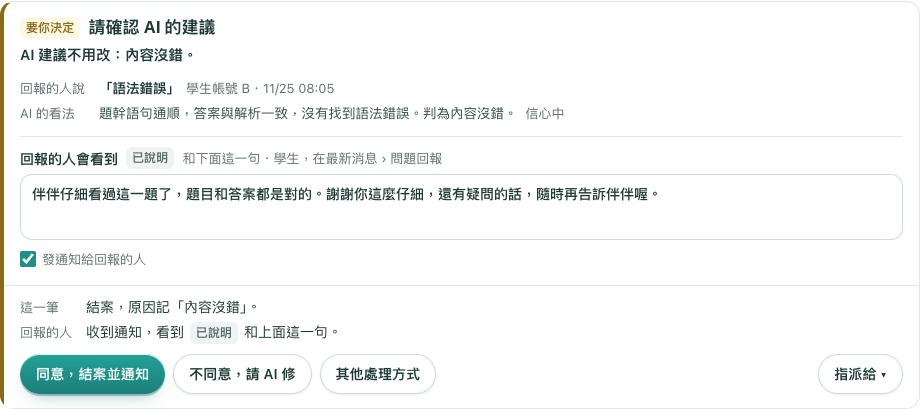 要你決定 請確認 AI 的建議
AI 建議不用改：內容沒錯。
回報的人說 「語法錯誤」 學生帳號 B · 11/25 08:05
AI 的看法 題幹語句通順，答案與解析一致，沒有找到語法錯誤。判為內容沒錯。 信心中
回報的人會看到 已說明 和下面這一句 · 學生，在最新消息 › 問題回報
伴伴仔細看過這一題了，題目和答案都是對的。謝謝你這麼仔細，還有疑問的話，隨時再告訴伴伴喔。
發通知給回報的人
這一筆 結案，原因記「內容沒錯」。
回報的人 收到通知，看到 已說明 和上面這一句。
同意，結案並通知 不同意，請 AI 修 其他處理方式 指派給 ▾